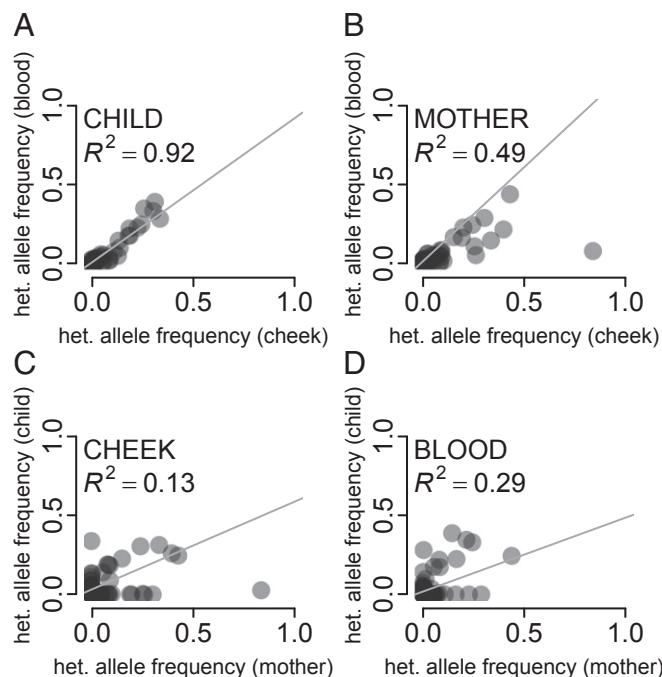 A
het. allele frequency (blood)
1.0
0.5
0.0
CHILD
R² = 0.92
0.0 0.5 1.0
het. allele frequency (cheek)
B
het. allele frequency (blood)
1.0
0.5
0.0
MOTHER
R² = 0.49
0.0 0.5 1.0
het. allele frequency (cheek)
C
het. allele frequency (child)
1.0
0.5
0.0
CHEEK
R² = 0.13
0.0 0.5 1.0
het. allele frequency (mother)
D
het. allele frequency (child)
1.0
0.5
0.0
BLOOD
R² = 0.29
0.0 0.5 1.0
het. allele frequency (mother)